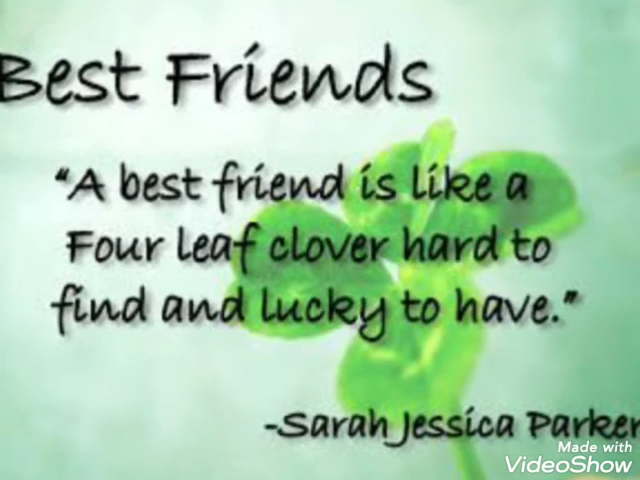 Best Friends
"A best friend is like a
Four leaf clover hard to
find and lucky to have."
-Sarah Jessica Parker
Made with
VideoShow